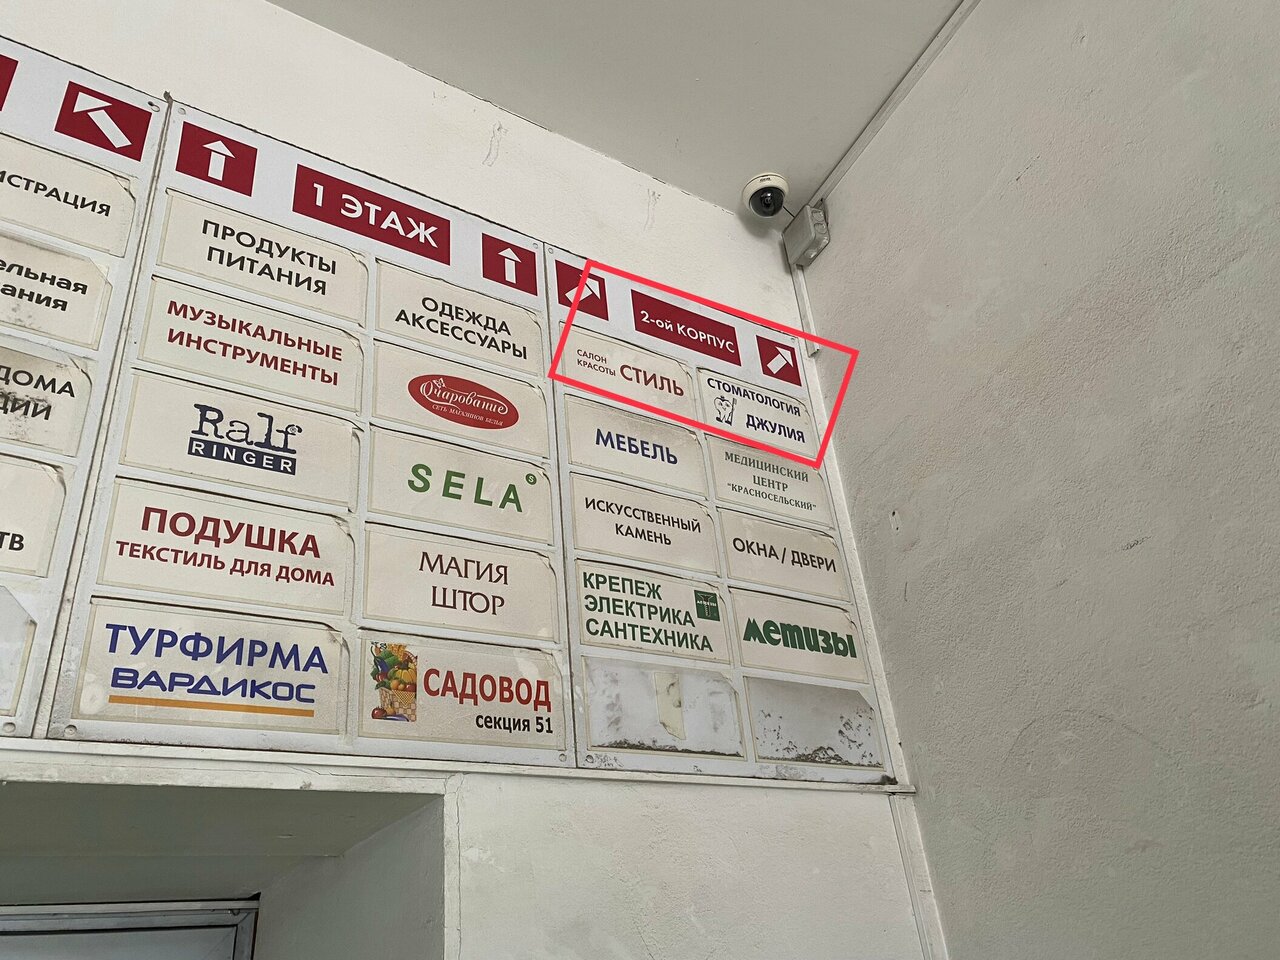 ИСТРАЦИЯ
ельная
ания
ДОМА
ЦИЙ
ТВ
1 ЭТАЖ
ПРОДУКТЫ
ПИТАНИЯ
ОДЕЖДА
АКСЕССУАРЫ
МУЗЫКАЛЬНЫЕ
ИНСТРУМЕНТЫ
Очарование
СЕТЬ МАГАЗИНОВ БЕЛЬЯ
Ralf
RINGER
SELA
ПОДУШКА
ТЕКСТИЛЬ ДЛЯ ДОМА
МАГИЯ
ШТОР
ТУРФИРМА
ВАРДИКОС
САДОВОД
секция 51
2-ой КОРПУС
САЛОН
КРАСОТЫ СТИЛЬ
СТОМАТОЛОГИЯ
ДЖУЛИЯ
МЕБЕЛЬ
МЕДИЦИНСКИЙ
ЦЕНТР
"КРАСНОСЕЛЬСКИЙ"
ИСКУССТВЕННЫЙ
КАМЕНЬ
ОКНА / ДВЕРИ
КРЕПЕЖ
ЭЛЕКТРИКА
САНТЕХНИКА
МЕТИЗЫ